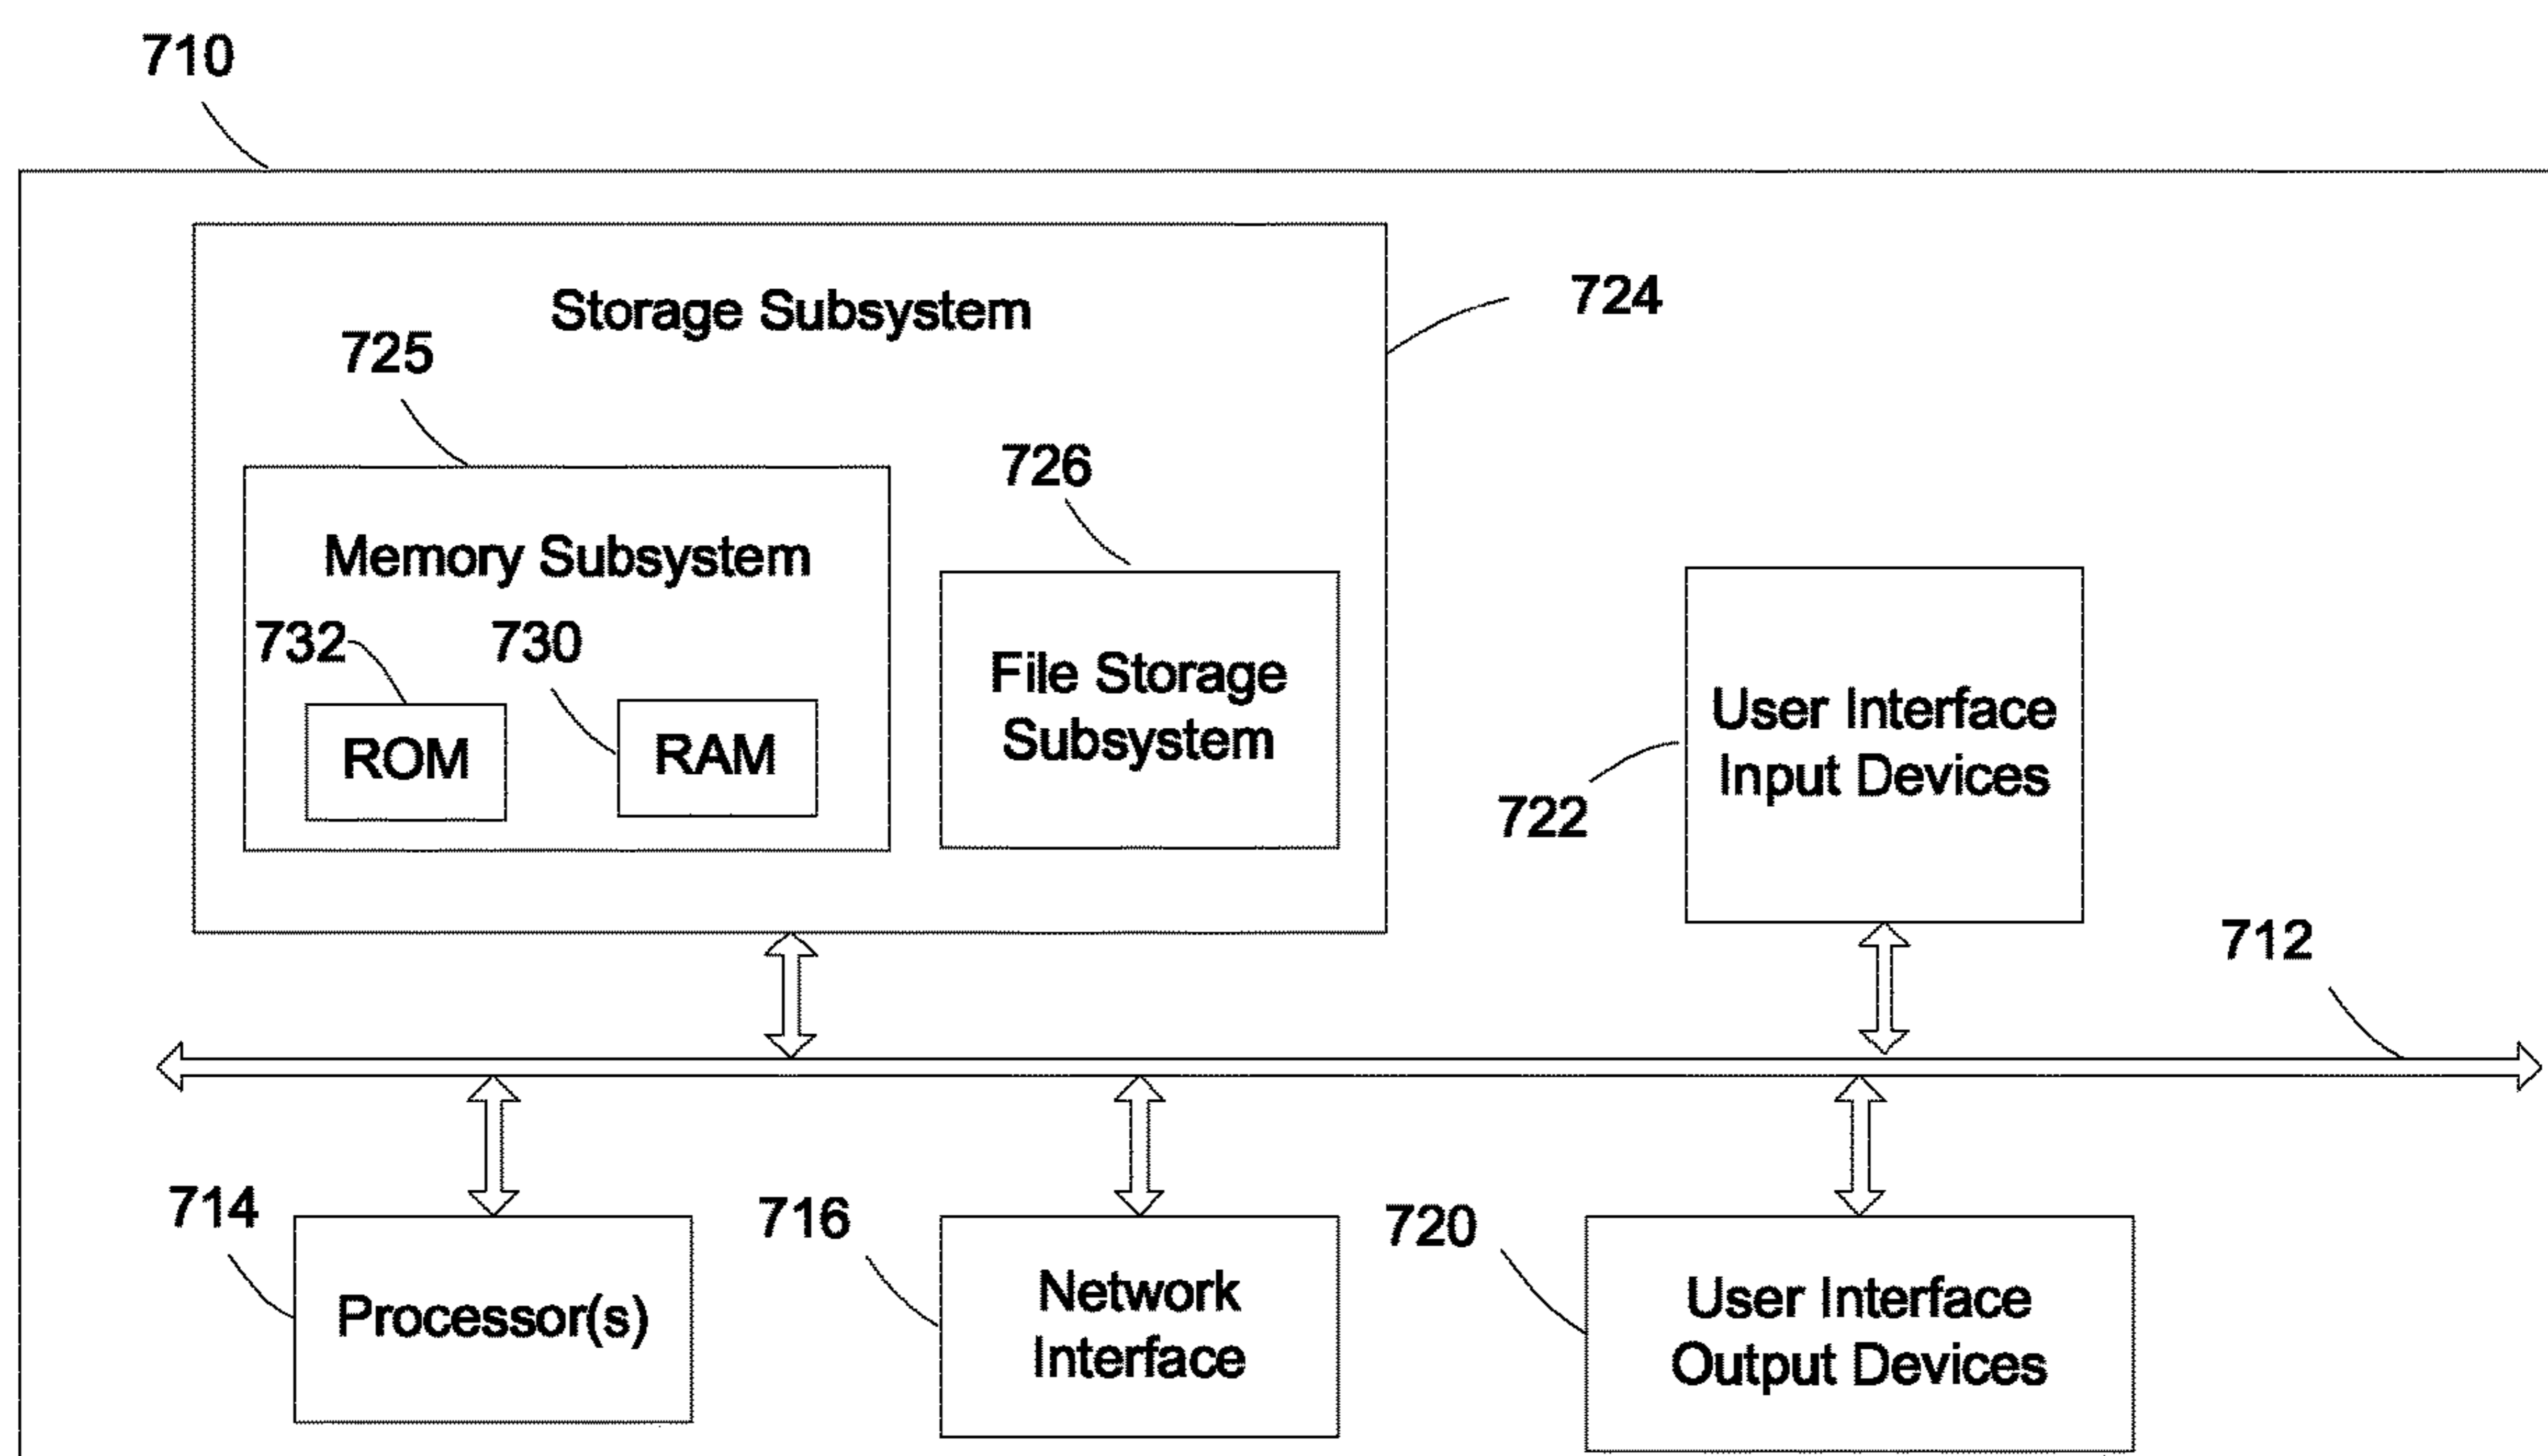 710
Storage Subsystem
724
725
726
Memory Subsystem
732
730
File Storage
Subsystem
ROM
RAM
User Interface
Input Devices
722
712
714
716
720
Processor(s)
Network
Interface
User Interface
Output Devices